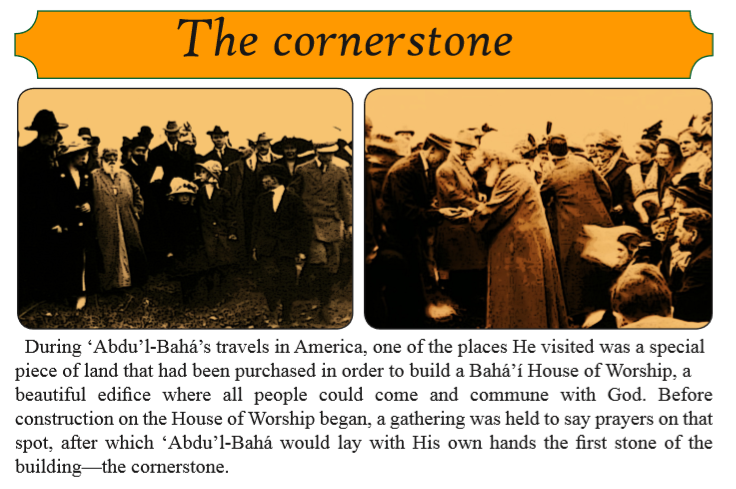 The cornerstone
During ‘Abdu’l-Bahá’s travels in America, one of the places He visited was a special
piece of land that had been purchased in order to build a Bahá’í House of Worship, a
beautiful edifice where all people could come and commune with God. Before
construction on the House of Worship began, a gathering was held to say prayers on that
spot, after which ‘Abdu’l-Bahá would lay with His own hands the first stone of the
building—the cornerstone.